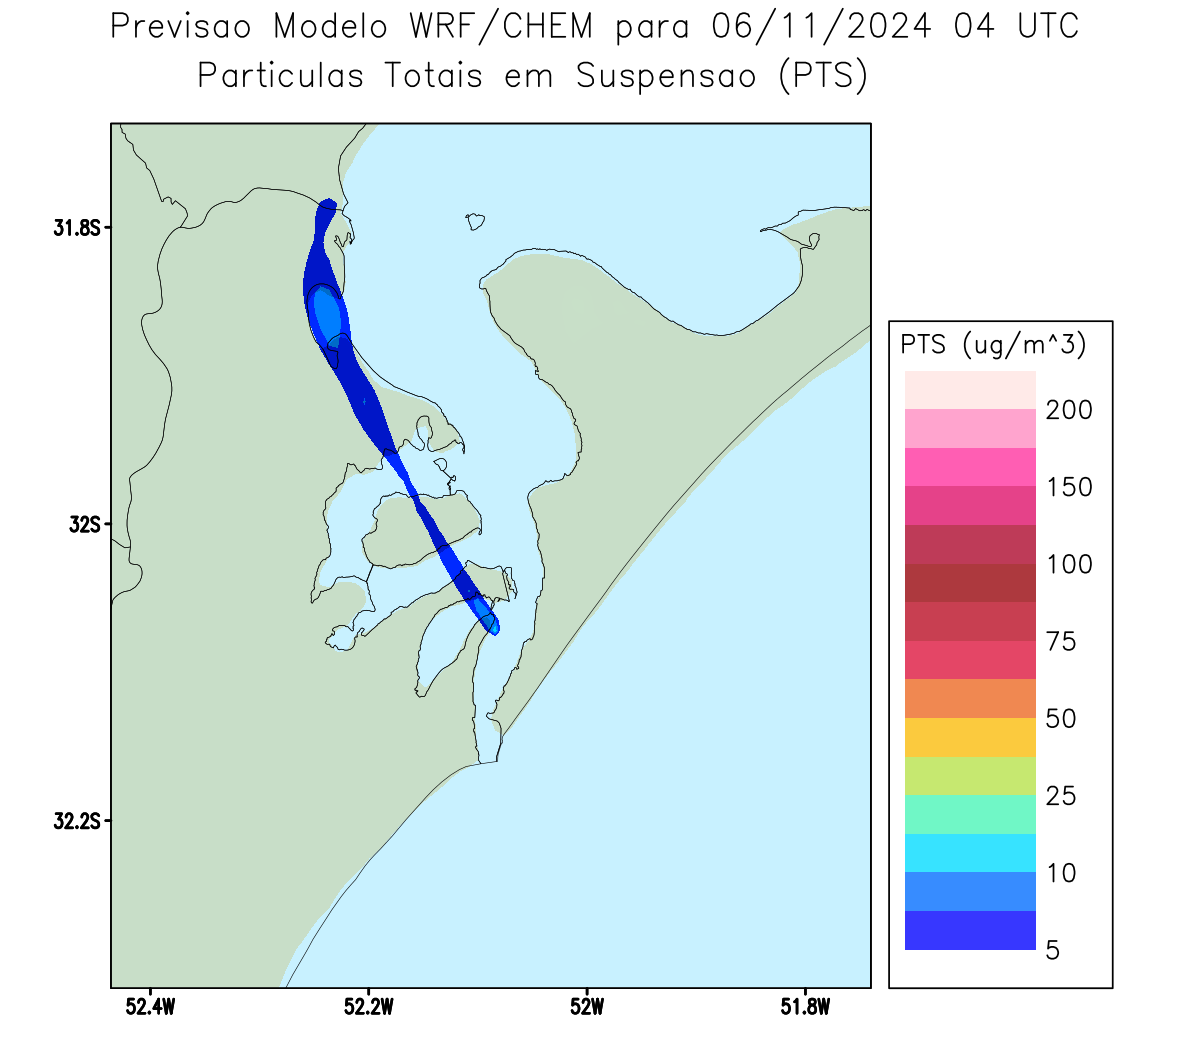 Previsao Modelo WRF/CHEM para 06/11/2024 04 UTC
Particulas Totais em Suspensao (PTS)
31.8S
32S
32.2S
52.4W
52.2W
52W
51.8W
PTS (ug/m^3)
200
150
100
75
50
25
10
5